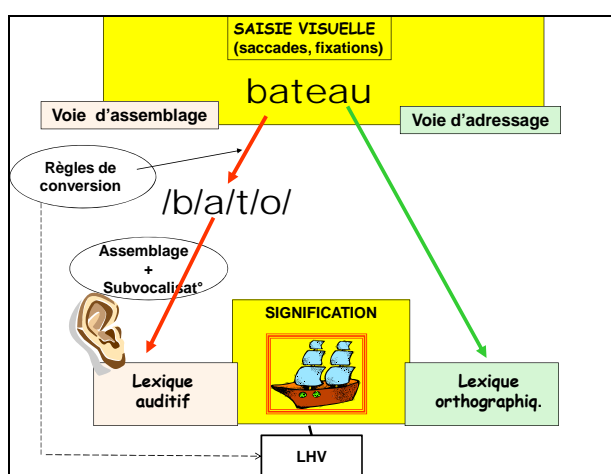 SAISIE VISUELLE
(saccades, fixations)
bateau
Voie d'assemblage
Voie d'adressage
Règles de
conversion
/b/a/t/o/
Assemblage
+
Subvocalisat°
SIGNIFICATION
Lexique
auditif
Lexique
orthographiq.
LHV